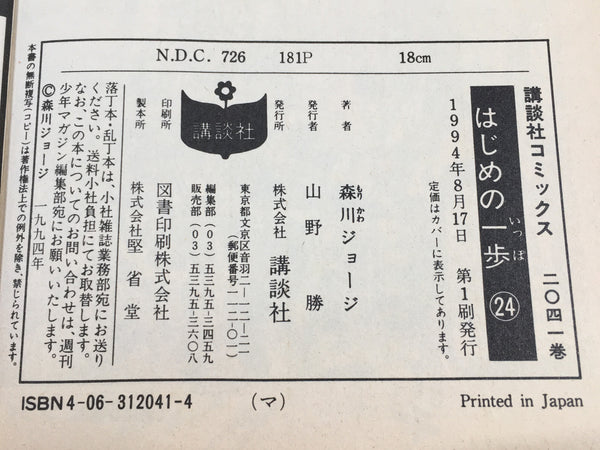 N.D.C. 726 181P 18cm
講談社コミックス 二〇四一巻
はじめの一歩 ㉔
いっぽ
1994年8月17日 第1刷発行
定価はカバーに表示してあります。
著者 森川ジョージ
もりかわ
発行者 山野勝
発行所 株式会社 講談社
東京都文京区音羽二―一二―二一
(郵便番号一一二―〇一)
編集部(〇三)五三九五―三四五九
販売部(〇三)五三九五―三六〇八
講談社
印刷所 図書印刷株式会社
製本所 株式会社堅省堂
落丁本・乱丁本は、小社雑誌業務部宛にお送り
ください。送料小社負担にてお取替します。
なお、この本についてのお問い合わせは、週刊
少年マガジン編集部宛にお願いいたします。
©森川ジョージ 一九九四年
本書の無断複写(コピー)は著作権法上での例外を除き、禁じられています。
ISBN4-06-312041-4 (マ) Printed in Japan